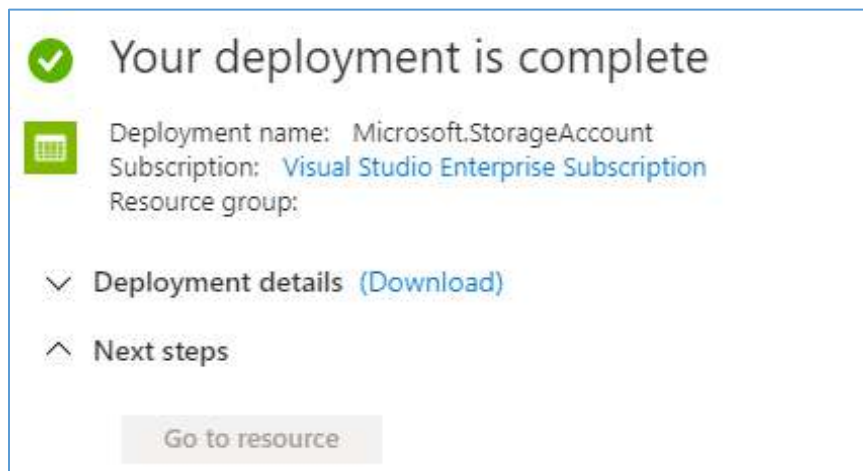 Your deployment is complete
Deployment name: Microsoft.StorageAccount
Subscription: Visual Studio Enterprise Subscription
Resource group:
Deployment details (Download)
Next steps
Go to resource